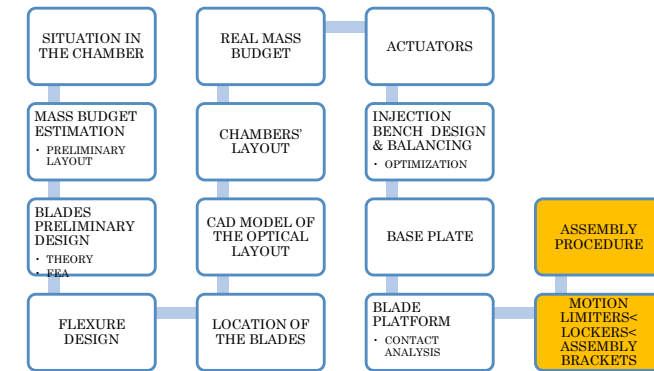 SITUATION IN
THE CHAMBER
MASS BUDGET
ESTIMATION
• PRELIMINARY
LAYOUT
BLADES
PRELIMINARY
DESIGN
• THEORY
• FEA
FLEXURE
DESIGN
LOCATION OF
THE BLADES
CAD MODEL OF
THE OPTICAL
LAYOUT
CHAMBERS’
LAYOUT
REAL MASS
BUDGET
ACTUATORS
INJECTION
BENCH DESIGN
& BALANCING
• OPTIMIZATION
BASE PLATE
BLADE
PLATFORM
• CONTACT
ANALYSIS
MOTION
LIMITERS<
LOCKERS<
ASSEMBLY
BRACKETS
ASSEMBLY
PROCEDURE